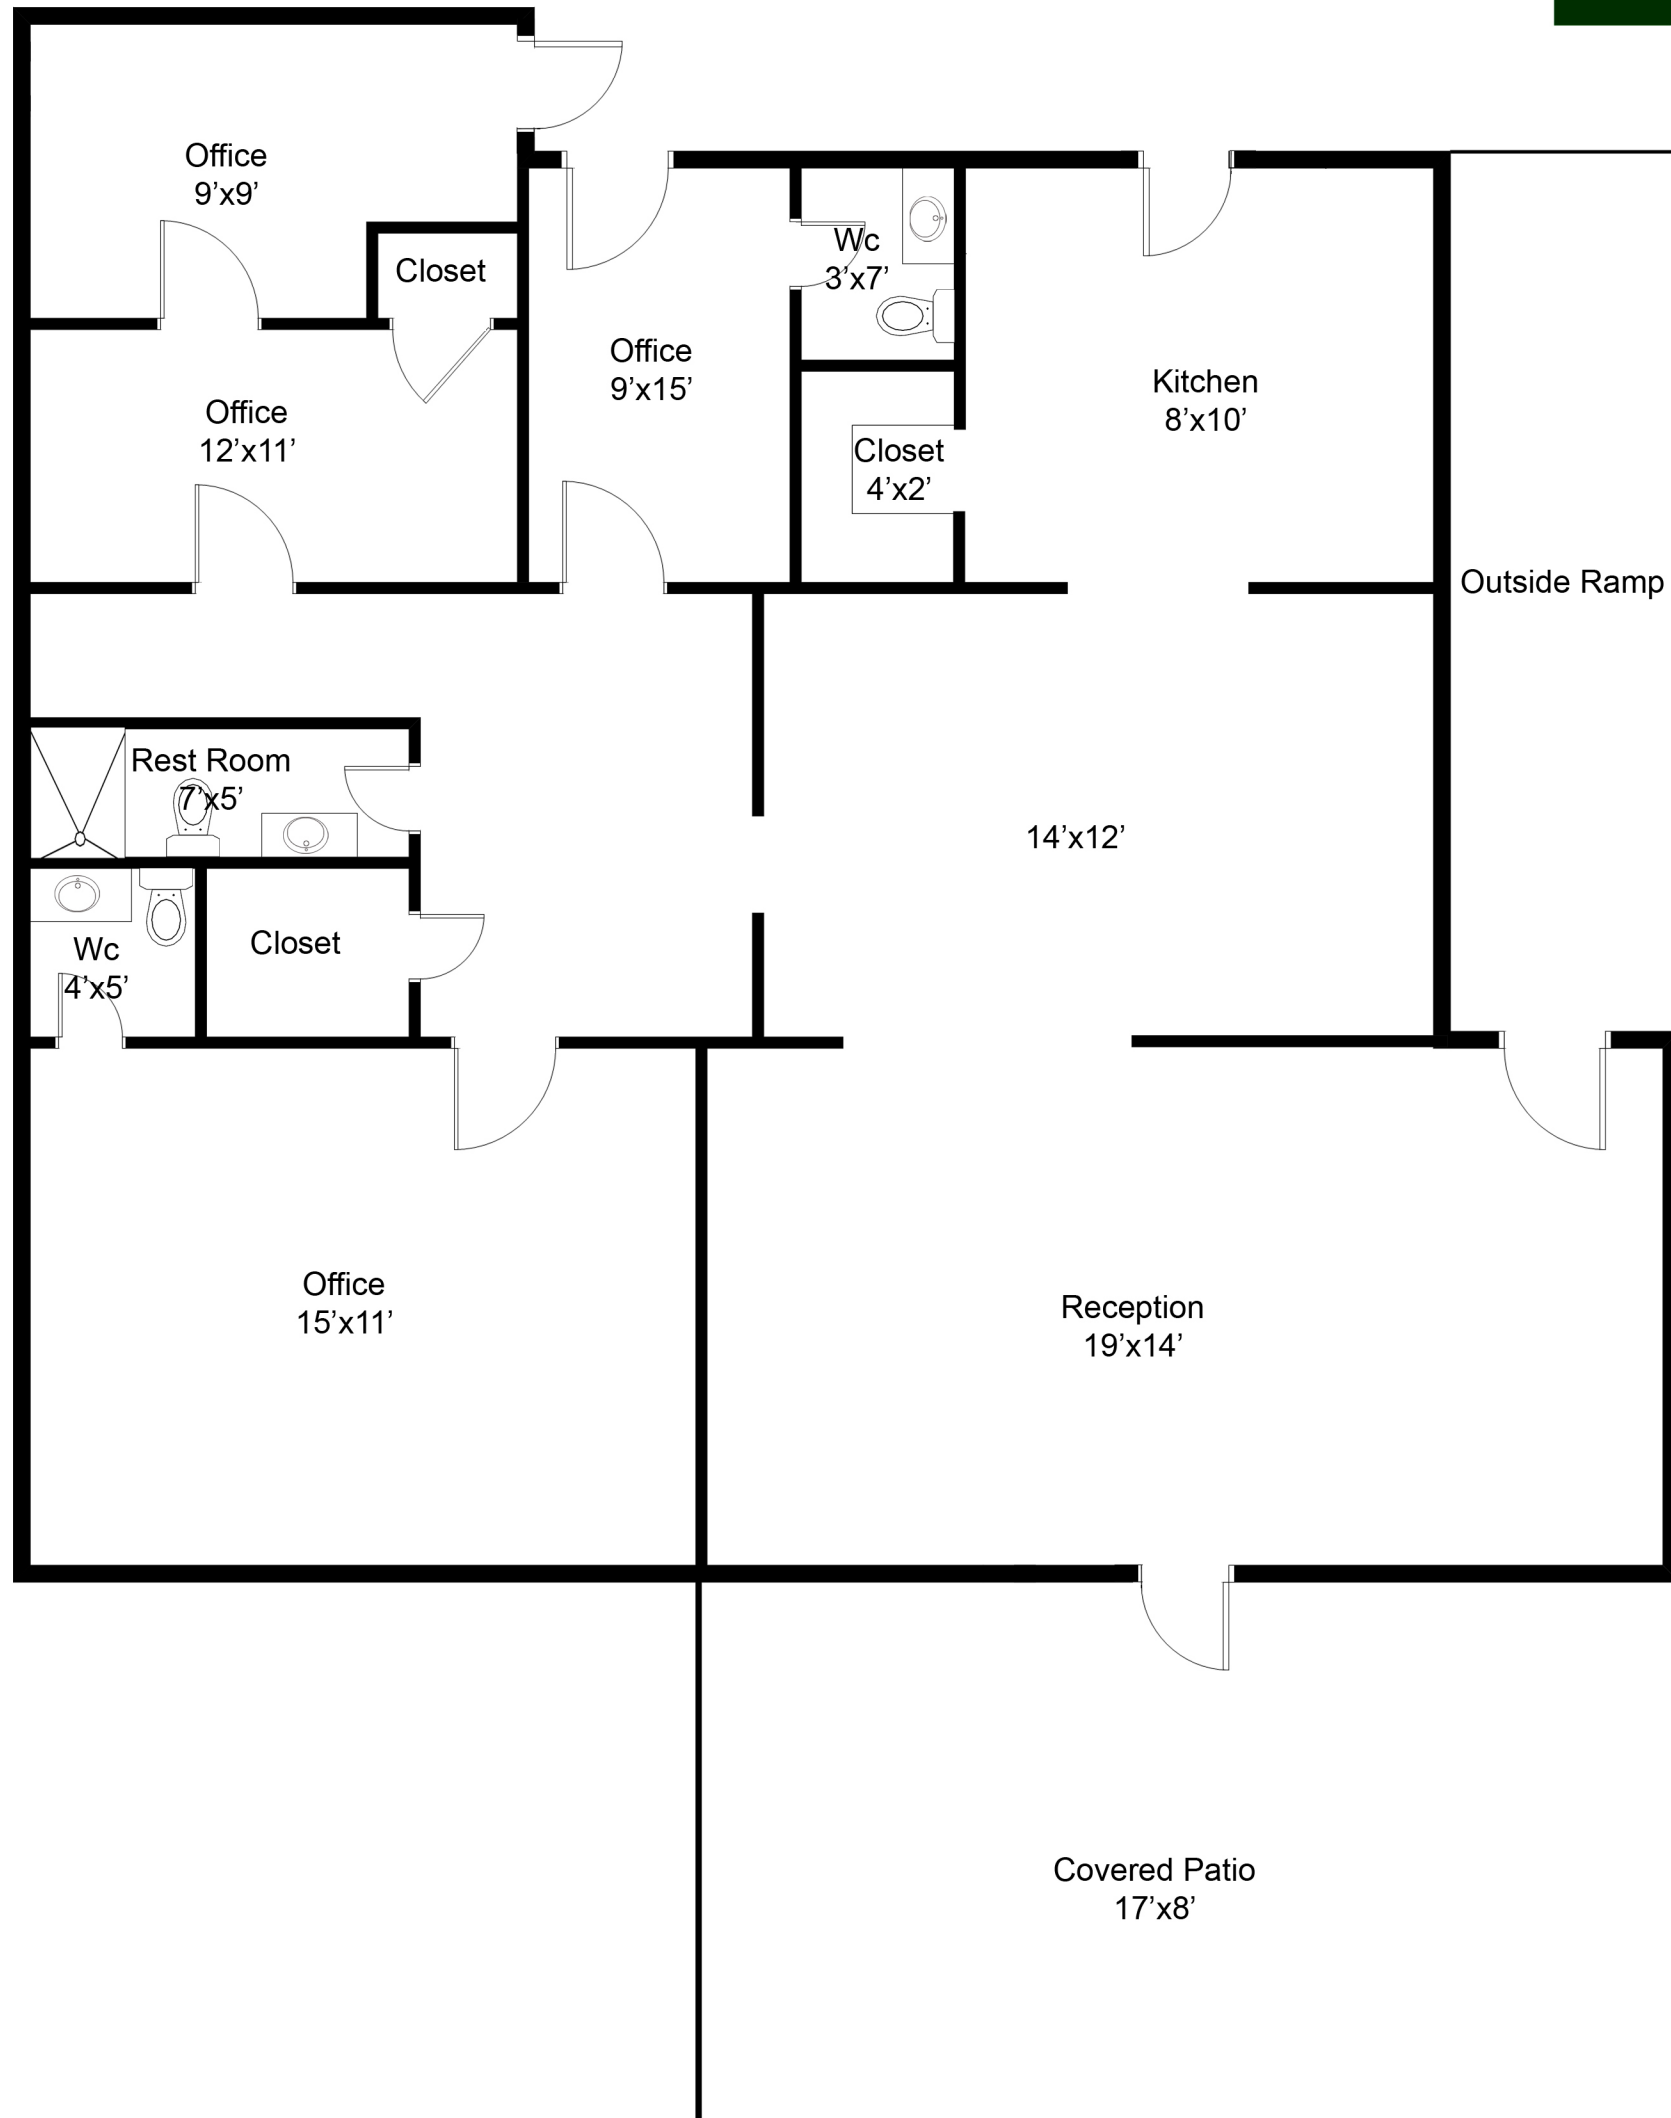 Office
9’x9’
Closet
Wc
3’x7’
Office
9’x15’
Kitchen
8’x10’
Office
12’x11’
Closet
4’x2’
Outside Ramp
Rest Room
7’x5’
14’x12’
Wc
4’x5’
Closet
Office
15’x11’
Reception
19’x14’
Covered Patio
17’x8’